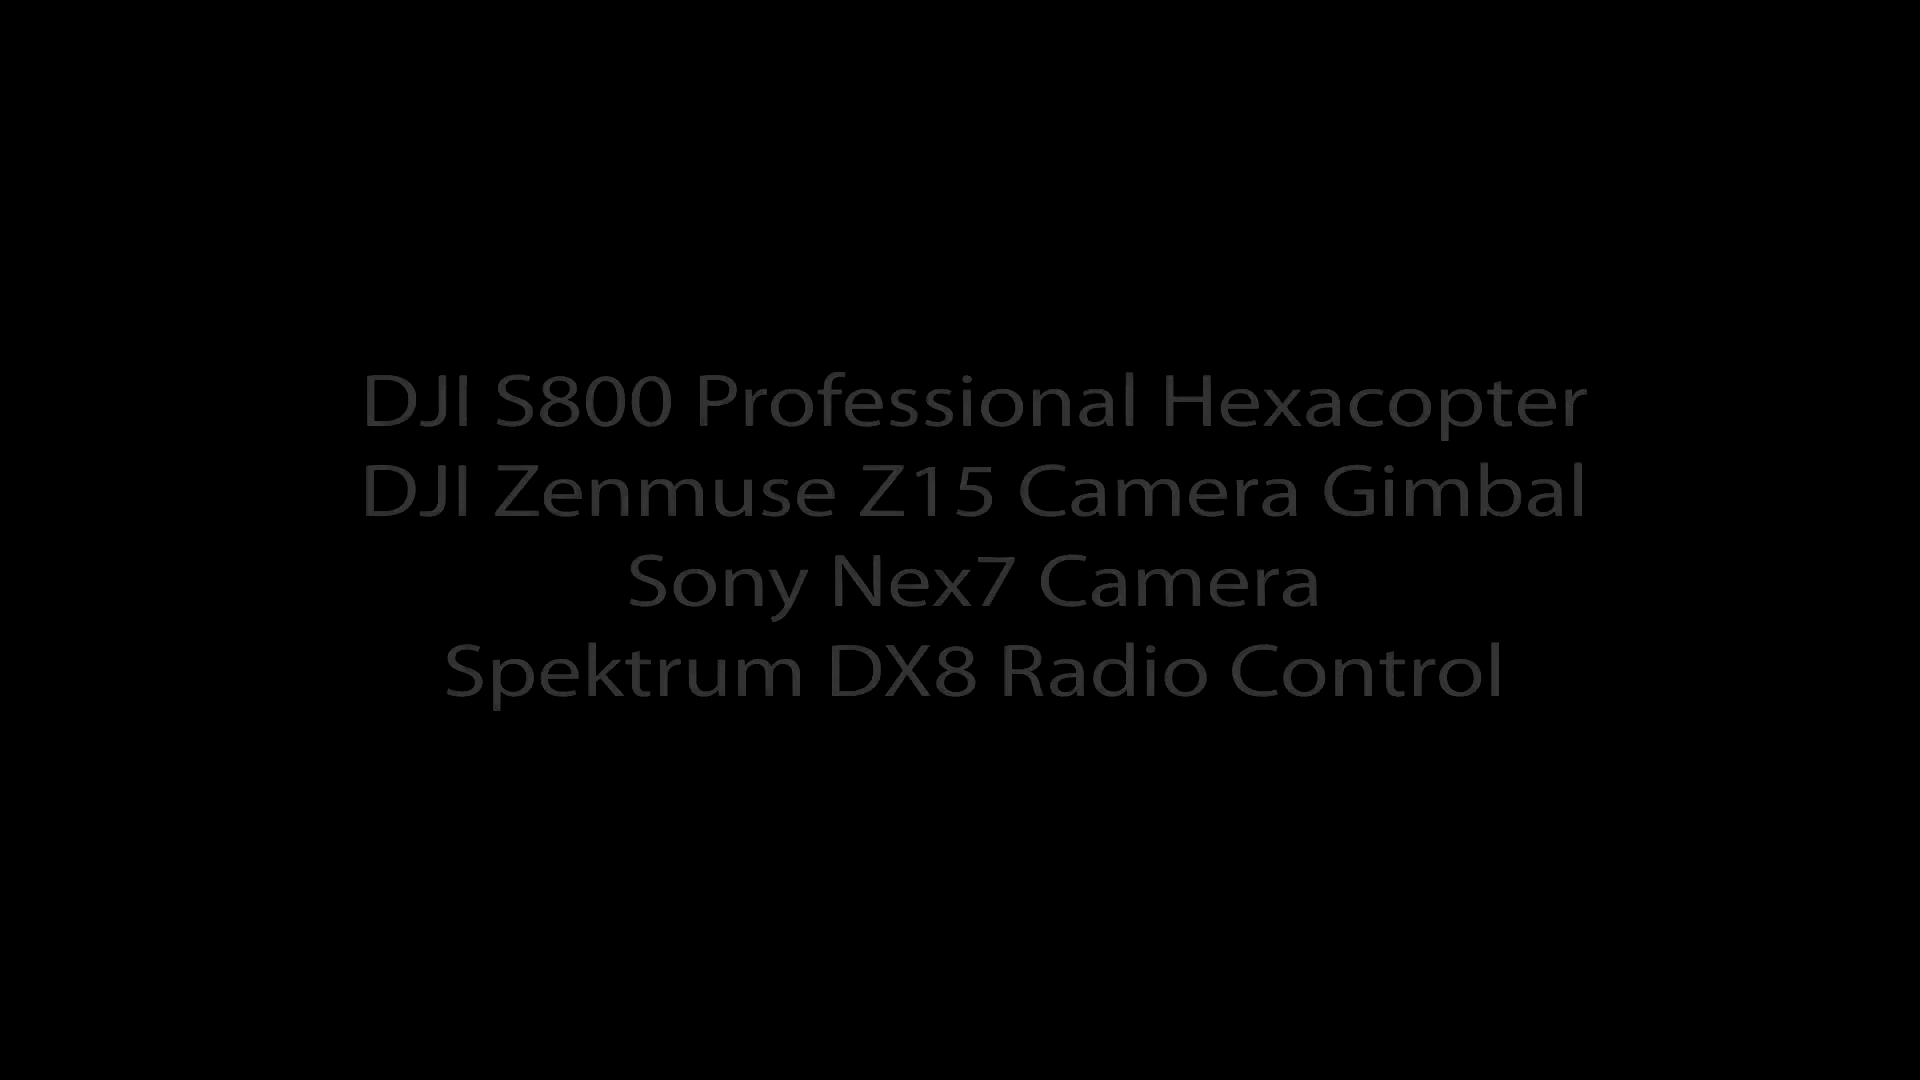 DJI S800 Professional Hexacopter
DJI Zenmuse Z15 Camera Gimbal
Sony Nex7 Camera
Spektrum DX8 Radio Control